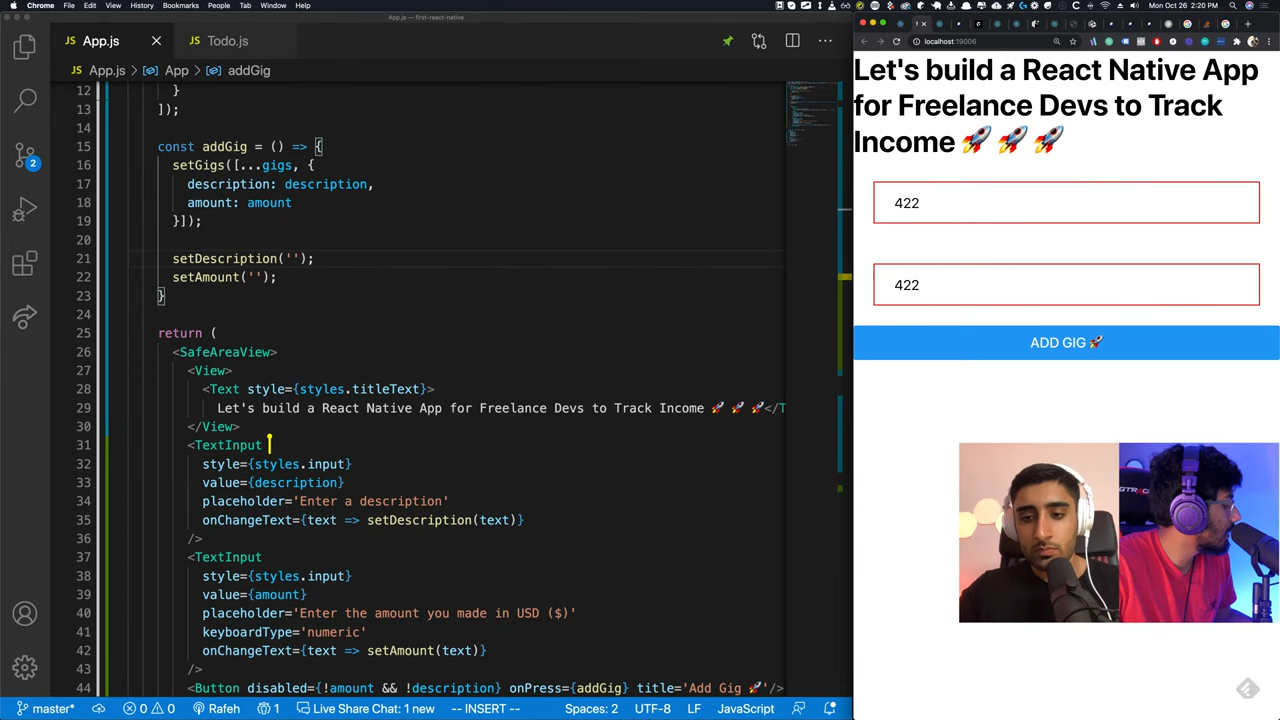 Chrome File Edit View History Bookmarks People Tab Window Help
Mon Oct 26 2:20 PM
App.js — first-react-native
App.js
Todo.js
App.js > App > addGig
12 }
13 ]);
14
15 const addGig = () => {
16 setGigs([...gigs, {
17 description: description,
18 amount: amount
19 }]);
20
21 setDescription('');
22 setAmount('');
23 }
24
25 return (
26 <SafeAreaView>
27 <View>
28 <Text style={styles.titleText}>
29 Let's build a React Native App for Freelance Devs to Track Income 🚀 🚀 🚀</T
30 </View>
31 <TextInput
32 style={styles.input}
33 value={description}
34 placeholder='Enter a description'
35 onChangeText={text => setDescription(text)}
36 />
37 <TextInput
38 style={styles.input}
39 value={amount}
40 placeholder='Enter the amount you made in USD ($)'
41 keyboardType='numeric'
42 onChangeText={text => setAmount(text)}
43 />
44 <Button disabled={!amount && !description} onPress={addGig} title='Add Gig 🚀'/>
2
master* 0 0 Rafeh 1 Live Share Chat: 1 new -- INSERT -- Spaces: 2 UTF-8 LF JavaScript
localhost:19006
Let's build a React Native App
for Freelance Devs to Track
Income 🚀 🚀 🚀
422
422
ADD GIG 🚀